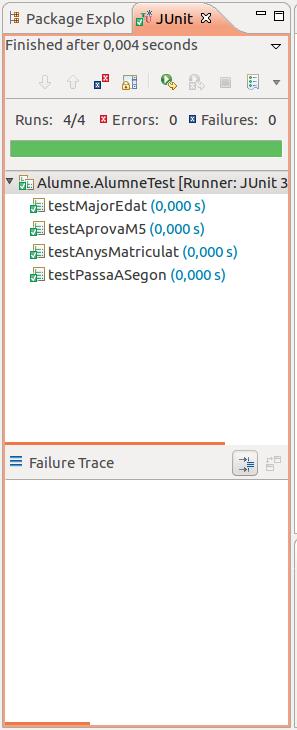 Package Explo JUnit
Finished after 0,004 seconds
Runs: 4/4 Errors: 0 Failures: 0
Alumne.AlumneTest [Runner: JUnit 3
testMajorEdat (0,000 s)
testAprovaM5 (0,000 s)
testAnysMatriculat (0,000 s)
testPassaASegon (0,000 s)
Failure Trace